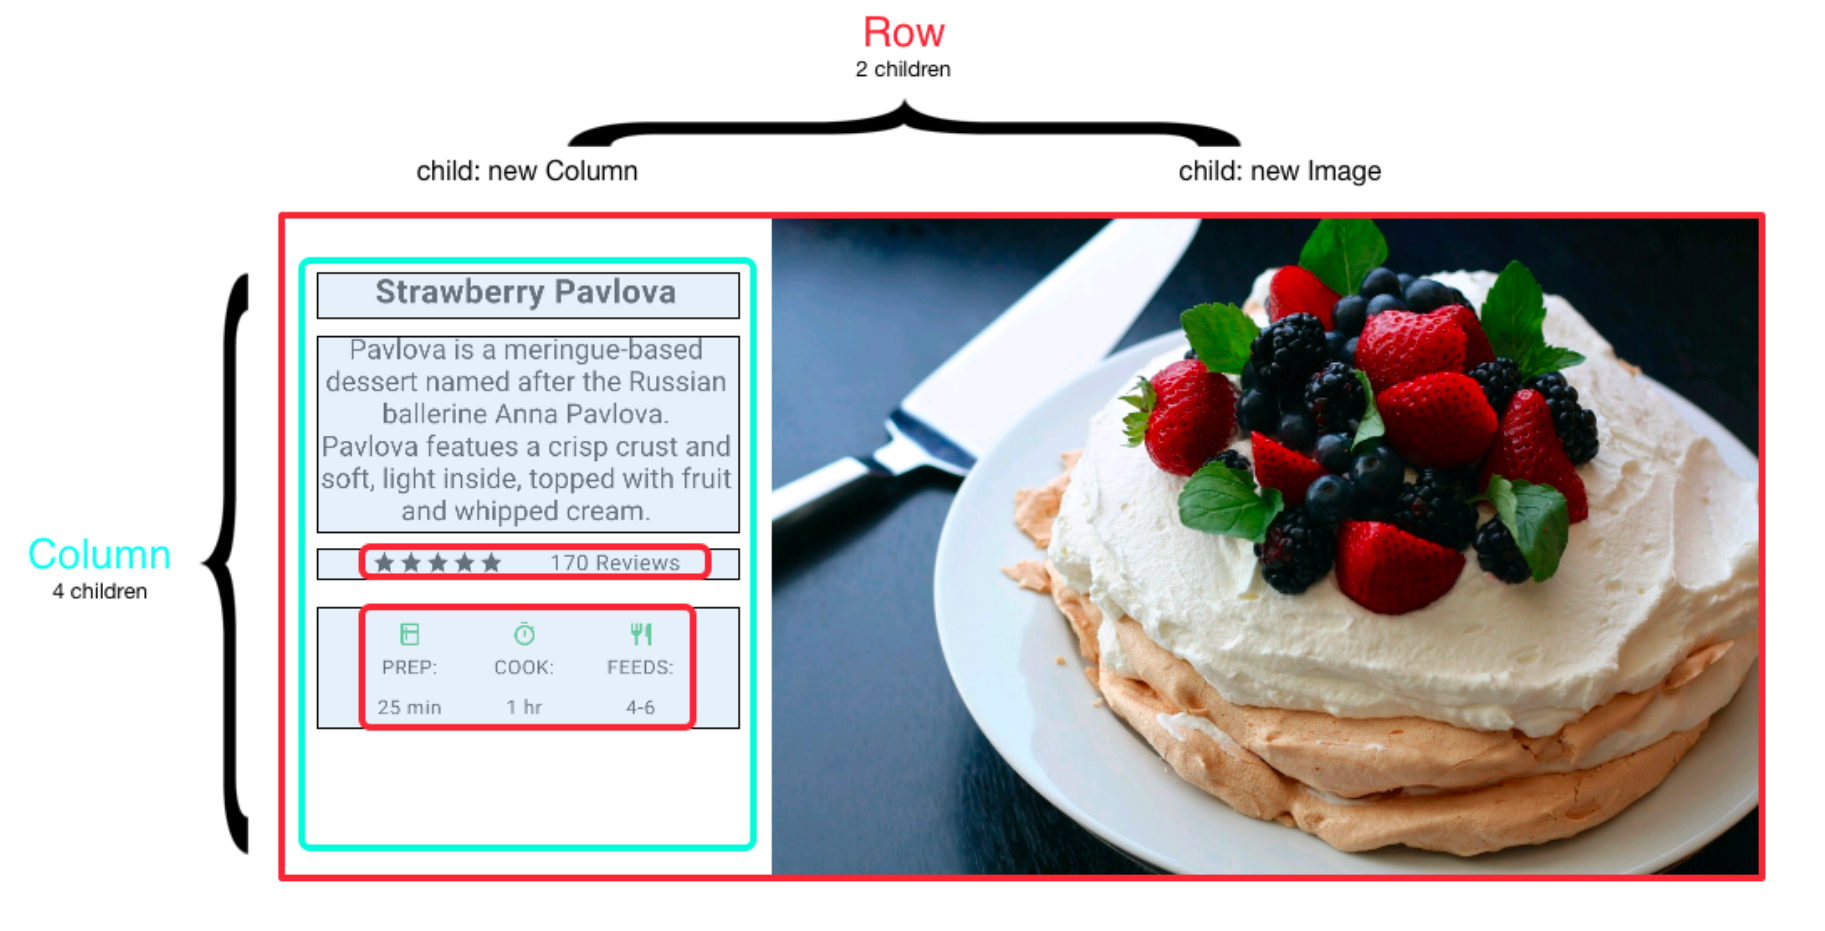 Row
2 children
child: new Column
child: new Image
Column
4 children
Strawberry Pavlova
Pavlova is a meringue-based
dessert named after the Russian
ballerine Anna Pavlova.
Pavlova featues a crisp crust and
soft, light inside, topped with fruit
and whipped cream.
170 Reviews
PREP: COOK: FEEDS:
25 min 1 hr 4-6